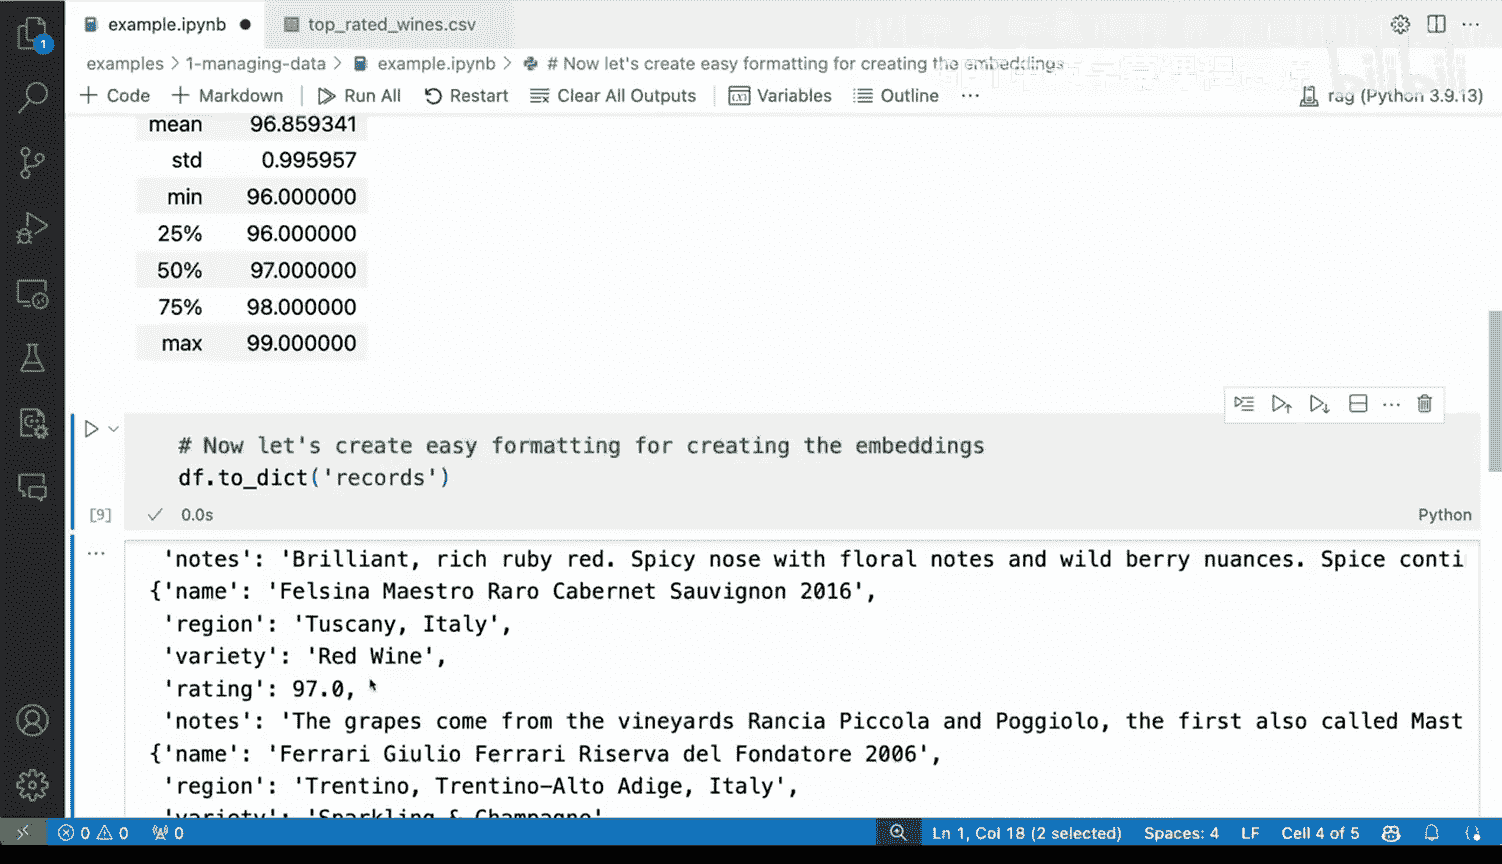 example.ipynb
top_rated_wines.csv
1
examples > 1-managing-data > example.ipynb > # Now let's create easy formatting for creating the embeddings
+ Code + Markdown Run All Restart Clear All Outputs Variables Outline ... rag (Python 3.9.13)
mean 96.859341
std 0.995957
min 96.000000
25% 96.000000
50% 97.000000
75% 98.000000
max 99.000000
# Now let's create easy formatting for creating the embeddings
df.to_dict('records')
[9] 0.0s Python
'notes': 'Brilliant, rich ruby red. Spicy nose with floral notes and wild berry nuances. Spice conti
{'name': 'Felsina Maestro Raro Cabernet Sauvignon 2016',
'region': 'Tuscany, Italy',
'variety': 'Red Wine',
'rating': 97.0,
'notes': 'The grapes come from the vineyards Rancia Piccola and Poggiolo, the first also called Mast
{'name': 'Ferrari Giulio Ferrari Riserva del Fondatore 2006',
'region': 'Trentino, Trentino-Alto Adige, Italy',
'variety': 'Sparkling & Champagne'
0 0 0 Ln 1, Col 18 (2 selected) Spaces: 4 LF Cell 4 of 5